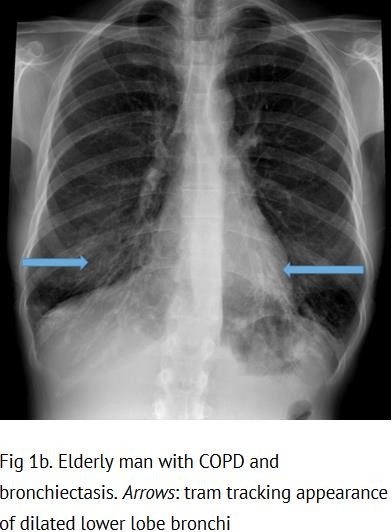 Fig 1b. Elderly man with COPD and
bronchiectasis. Arrows: tram tracking appearance
of dilated lower lobe bronchi